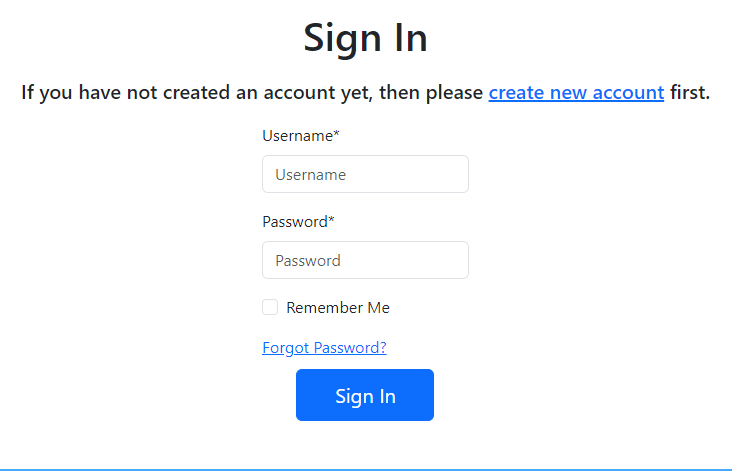 Sign In
If you have not created an account yet, then please create new account first.
Username*
Username
Password*
Password
Remember Me
Forgot Password?
Sign In